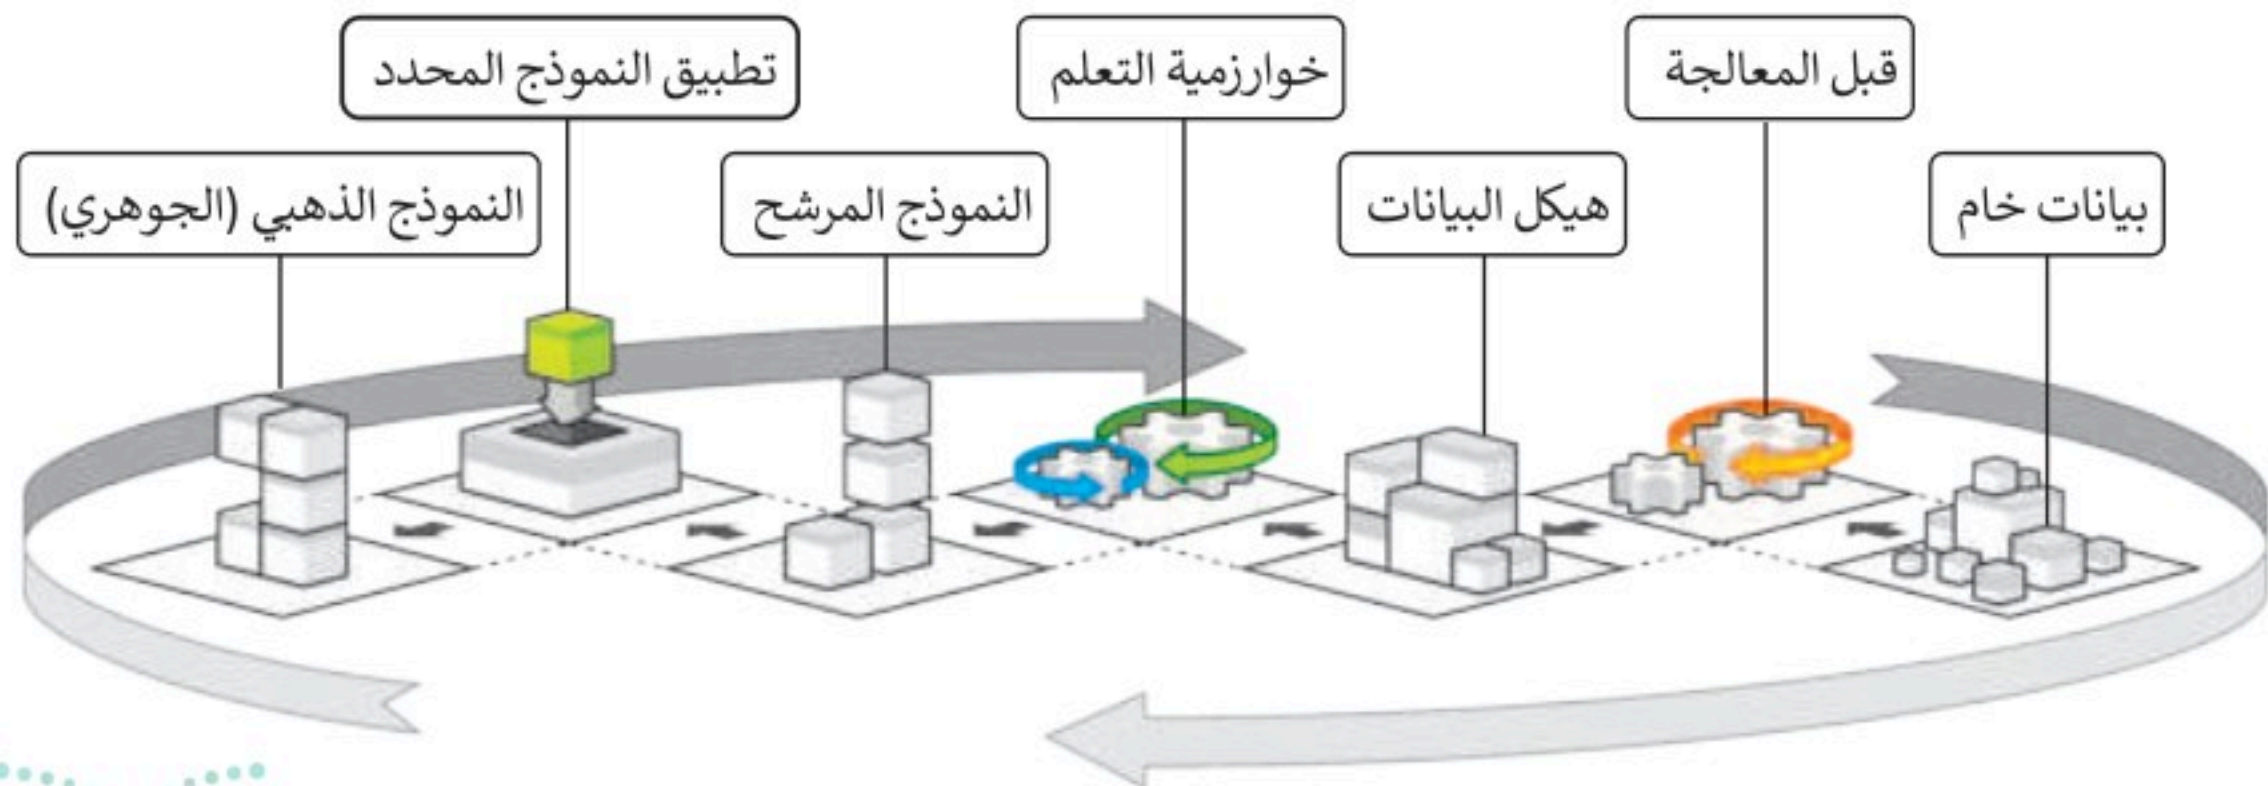 قبل المعالجة
خوارزمية التعلم
تطبيق النموذج المحدد
بيانات خام
هيكل البيانات
النموذج المرشح
النموذج الذهبي (الجوهري)